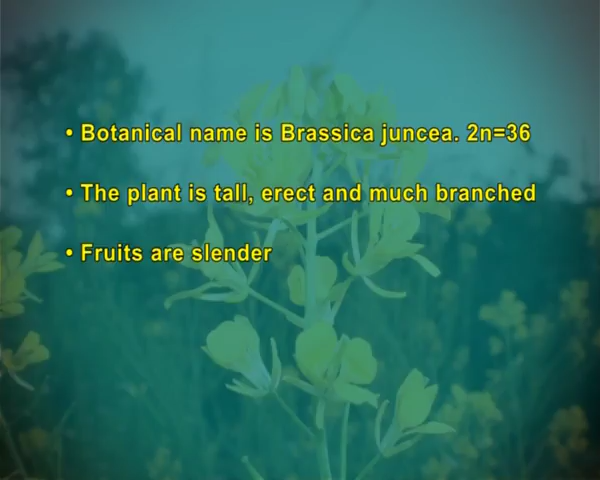 • Botanical name is Brassica juncea. 2n=36
• The plant is tall, erect and much branched
• Fruits are slender